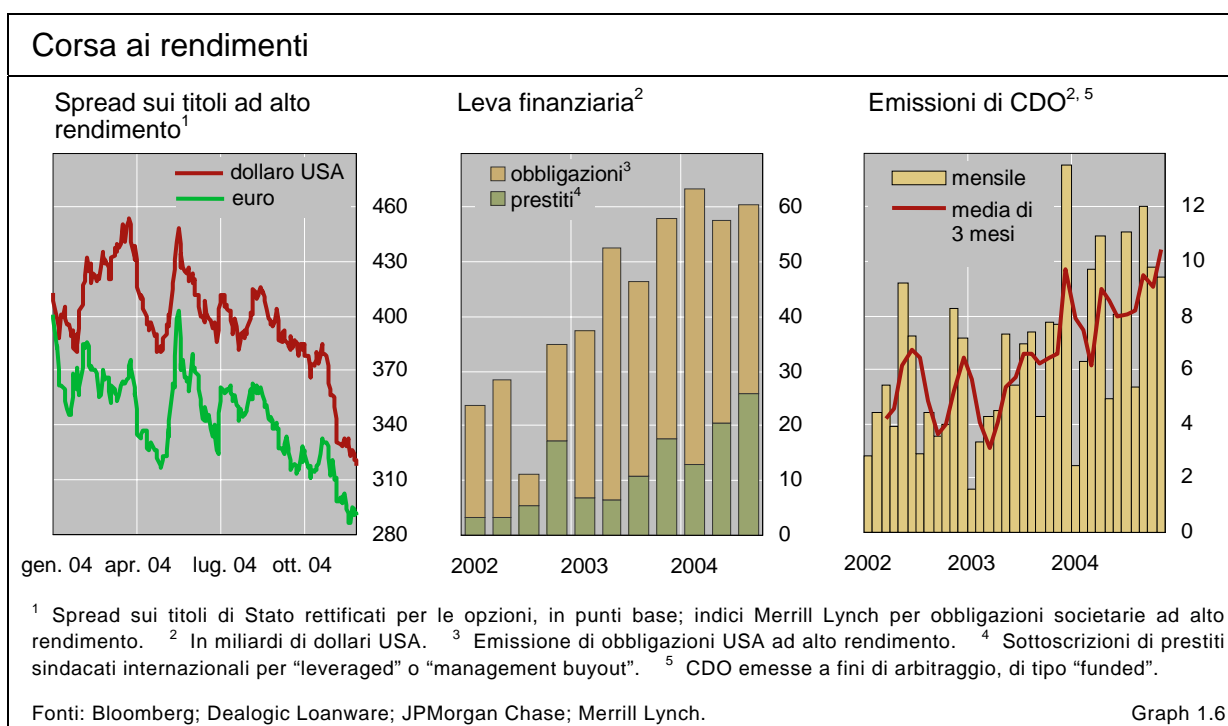 Corsa ai rendimenti
Spread sui titoli ad alto
rendimento¹
dollaro USA
euro
460
430
400
370
340
310
280
gen. 04 apr. 04 lug. 04 ott. 04
Leva finanziaria²
obbligazioni³
prestiti⁴
60
50
40
30
20
10
0
2002 2003 2004
Emissioni di CDO²˒ ⁵
mensile
media di
3 mesi
12
10
8
6
4
2
0
2002 2003 2004
¹ Spread sui titoli di Stato rettificati per le opzioni, in punti base; indici Merrill Lynch per obbligazioni societarie ad alto
rendimento. ² In miliardi di dollari USA. ³ Emissione di obbligazioni USA ad alto rendimento. ⁴ Sottoscrizioni di prestiti
sindacati internazionali per “leveraged” o “management buyout”. ⁵ CDO emesse a fini di arbitraggio, di tipo “funded”.
Fonti: Bloomberg; Dealogic Loanware; JPMorgan Chase; Merrill Lynch. Graph 1.6